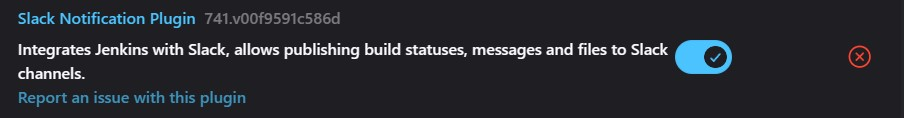 Slack Notification Plugin 741.v00f9591c586d
Integrates Jenkins with Slack, allows publishing build statuses, messages and files to Slack
channels.
Report an issue with this plugin